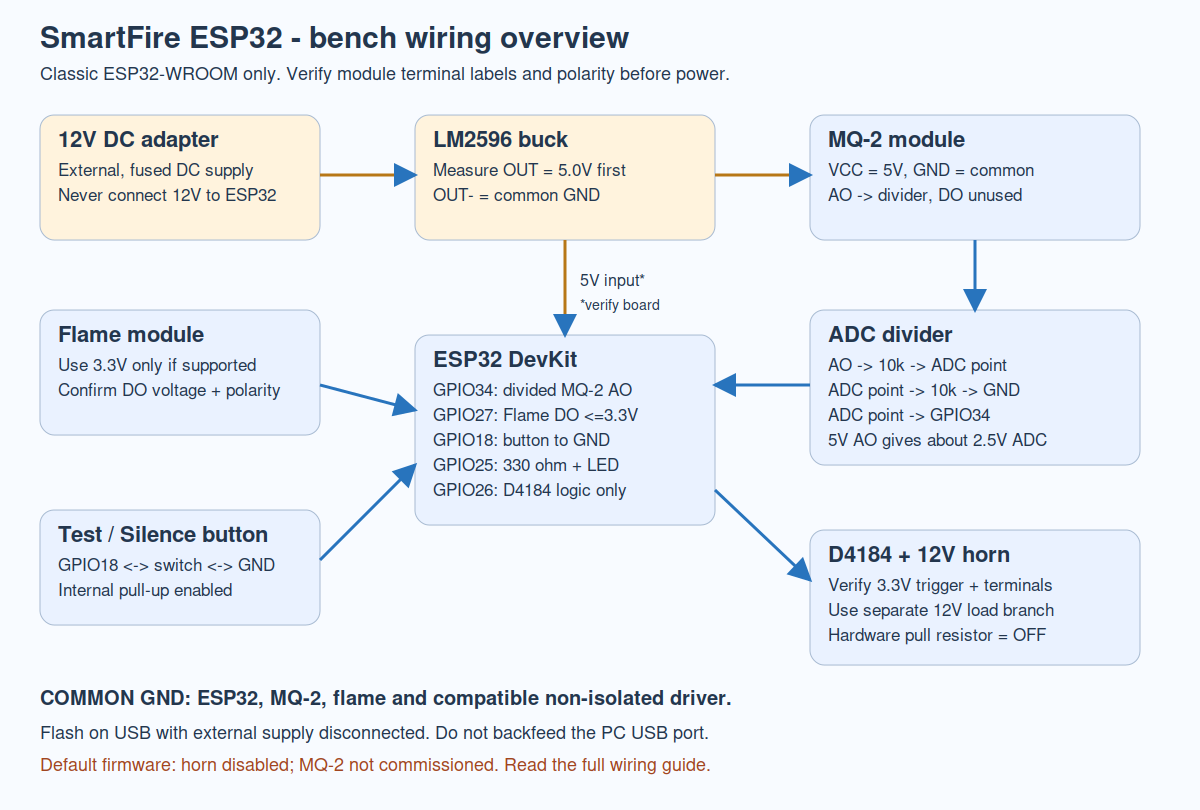 SmartFire ESP32 - bench wiring overview
Classic ESP32-WROOM only. Verify module terminal labels and polarity before power.
12V DC adapter
External, fused DC supply
Never connect 12V to ESP32
LM2596 buck
Measure OUT = 5.0V first
OUT- = common GND
MQ-2 module
VCC = 5V, GND = common
AO -> divider, DO unused
5V input*
*verify board
Flame module
Use 3.3V only if supported
Confirm DO voltage + polarity
ESP32 DevKit
GPIO34: divided MQ-2 AO
GPIO27: Flame DO <=3.3V
GPIO18: button to GND
GPIO25: 330 ohm + LED
GPIO26: D4184 logic only
ADC divider
AO -> 10k -> ADC point
ADC point -> 10k -> GND
ADC point -> GPIO34
5V AO gives about 2.5V ADC
Test / Silence button
GPIO18 <-> switch <-> GND
Internal pull-up enabled
D4184 + 12V horn
Verify 3.3V trigger + terminals
Use separate 12V load branch
Hardware pull resistor = OFF
COMMON GND: ESP32, MQ-2, flame and compatible non-isolated driver.
Flash on USB with external supply disconnected. Do not backfeed the PC USB port.
Default firmware: horn disabled; MQ-2 not commissioned. Read the full wiring guide.